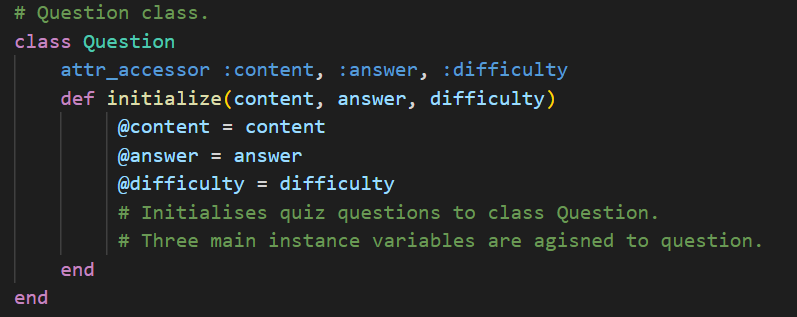 # Question class.
class Question
    attr_accessor :content, :answer, :difficulty
    def initialize(content, answer, difficulty)
        @content = content
        @answer = answer
        @difficulty = difficulty
        # Initialises quiz questions to class Question.
        # Three main instance variables are agisned to question.
    end
end